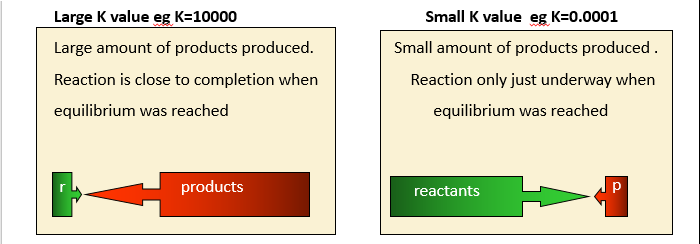 Large K value eg K=10000
Large amount of products produced.
Reaction is close to completion when
equilibrium was reached
r
products
Small K value eg K=0.0001
Small amount of products produced .
Reaction only just underway when
equilibrium was reached
reactants
p